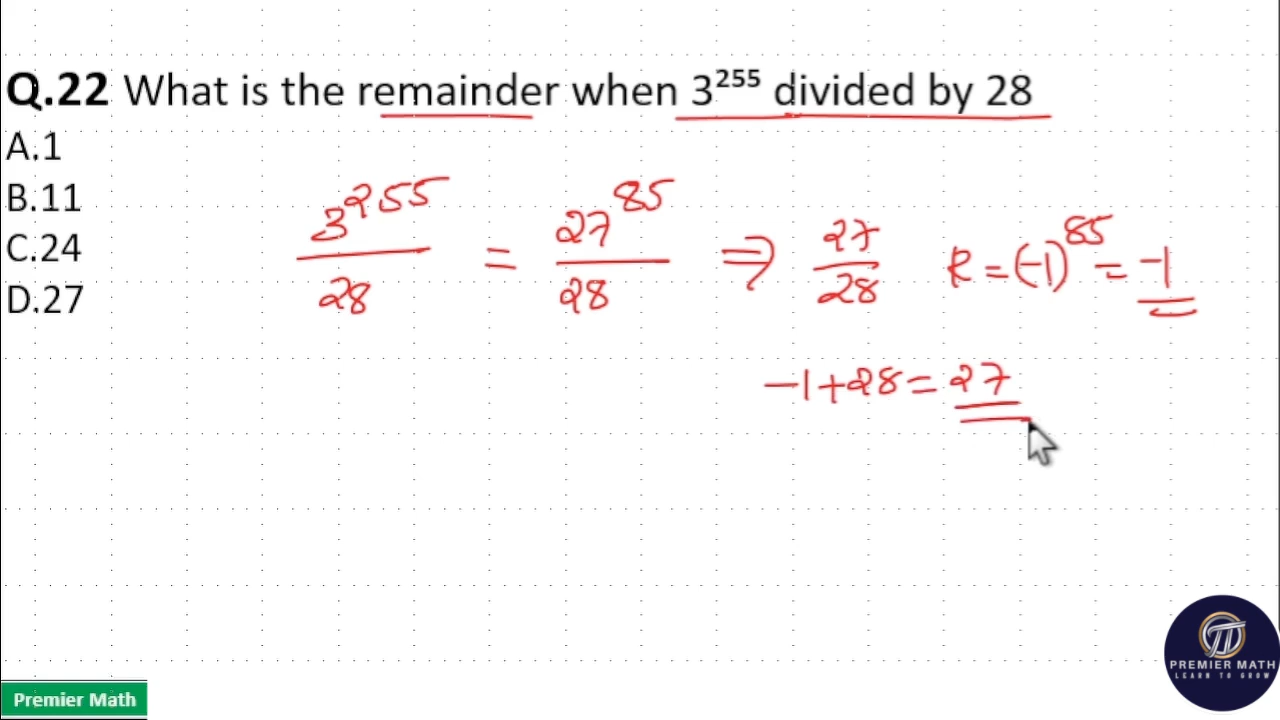 Q.22 What is the remainder when 3²⁵⁵ divided by 28
A.1
B.11
C.24
D.27
3²⁵⁵/28 = 27⁸⁵/28 ⇒ 27/28 R = (-1)⁸⁵ = -1
-1+28 = 27
PREMIER MATH
LEARN TO GROW
Premier Math